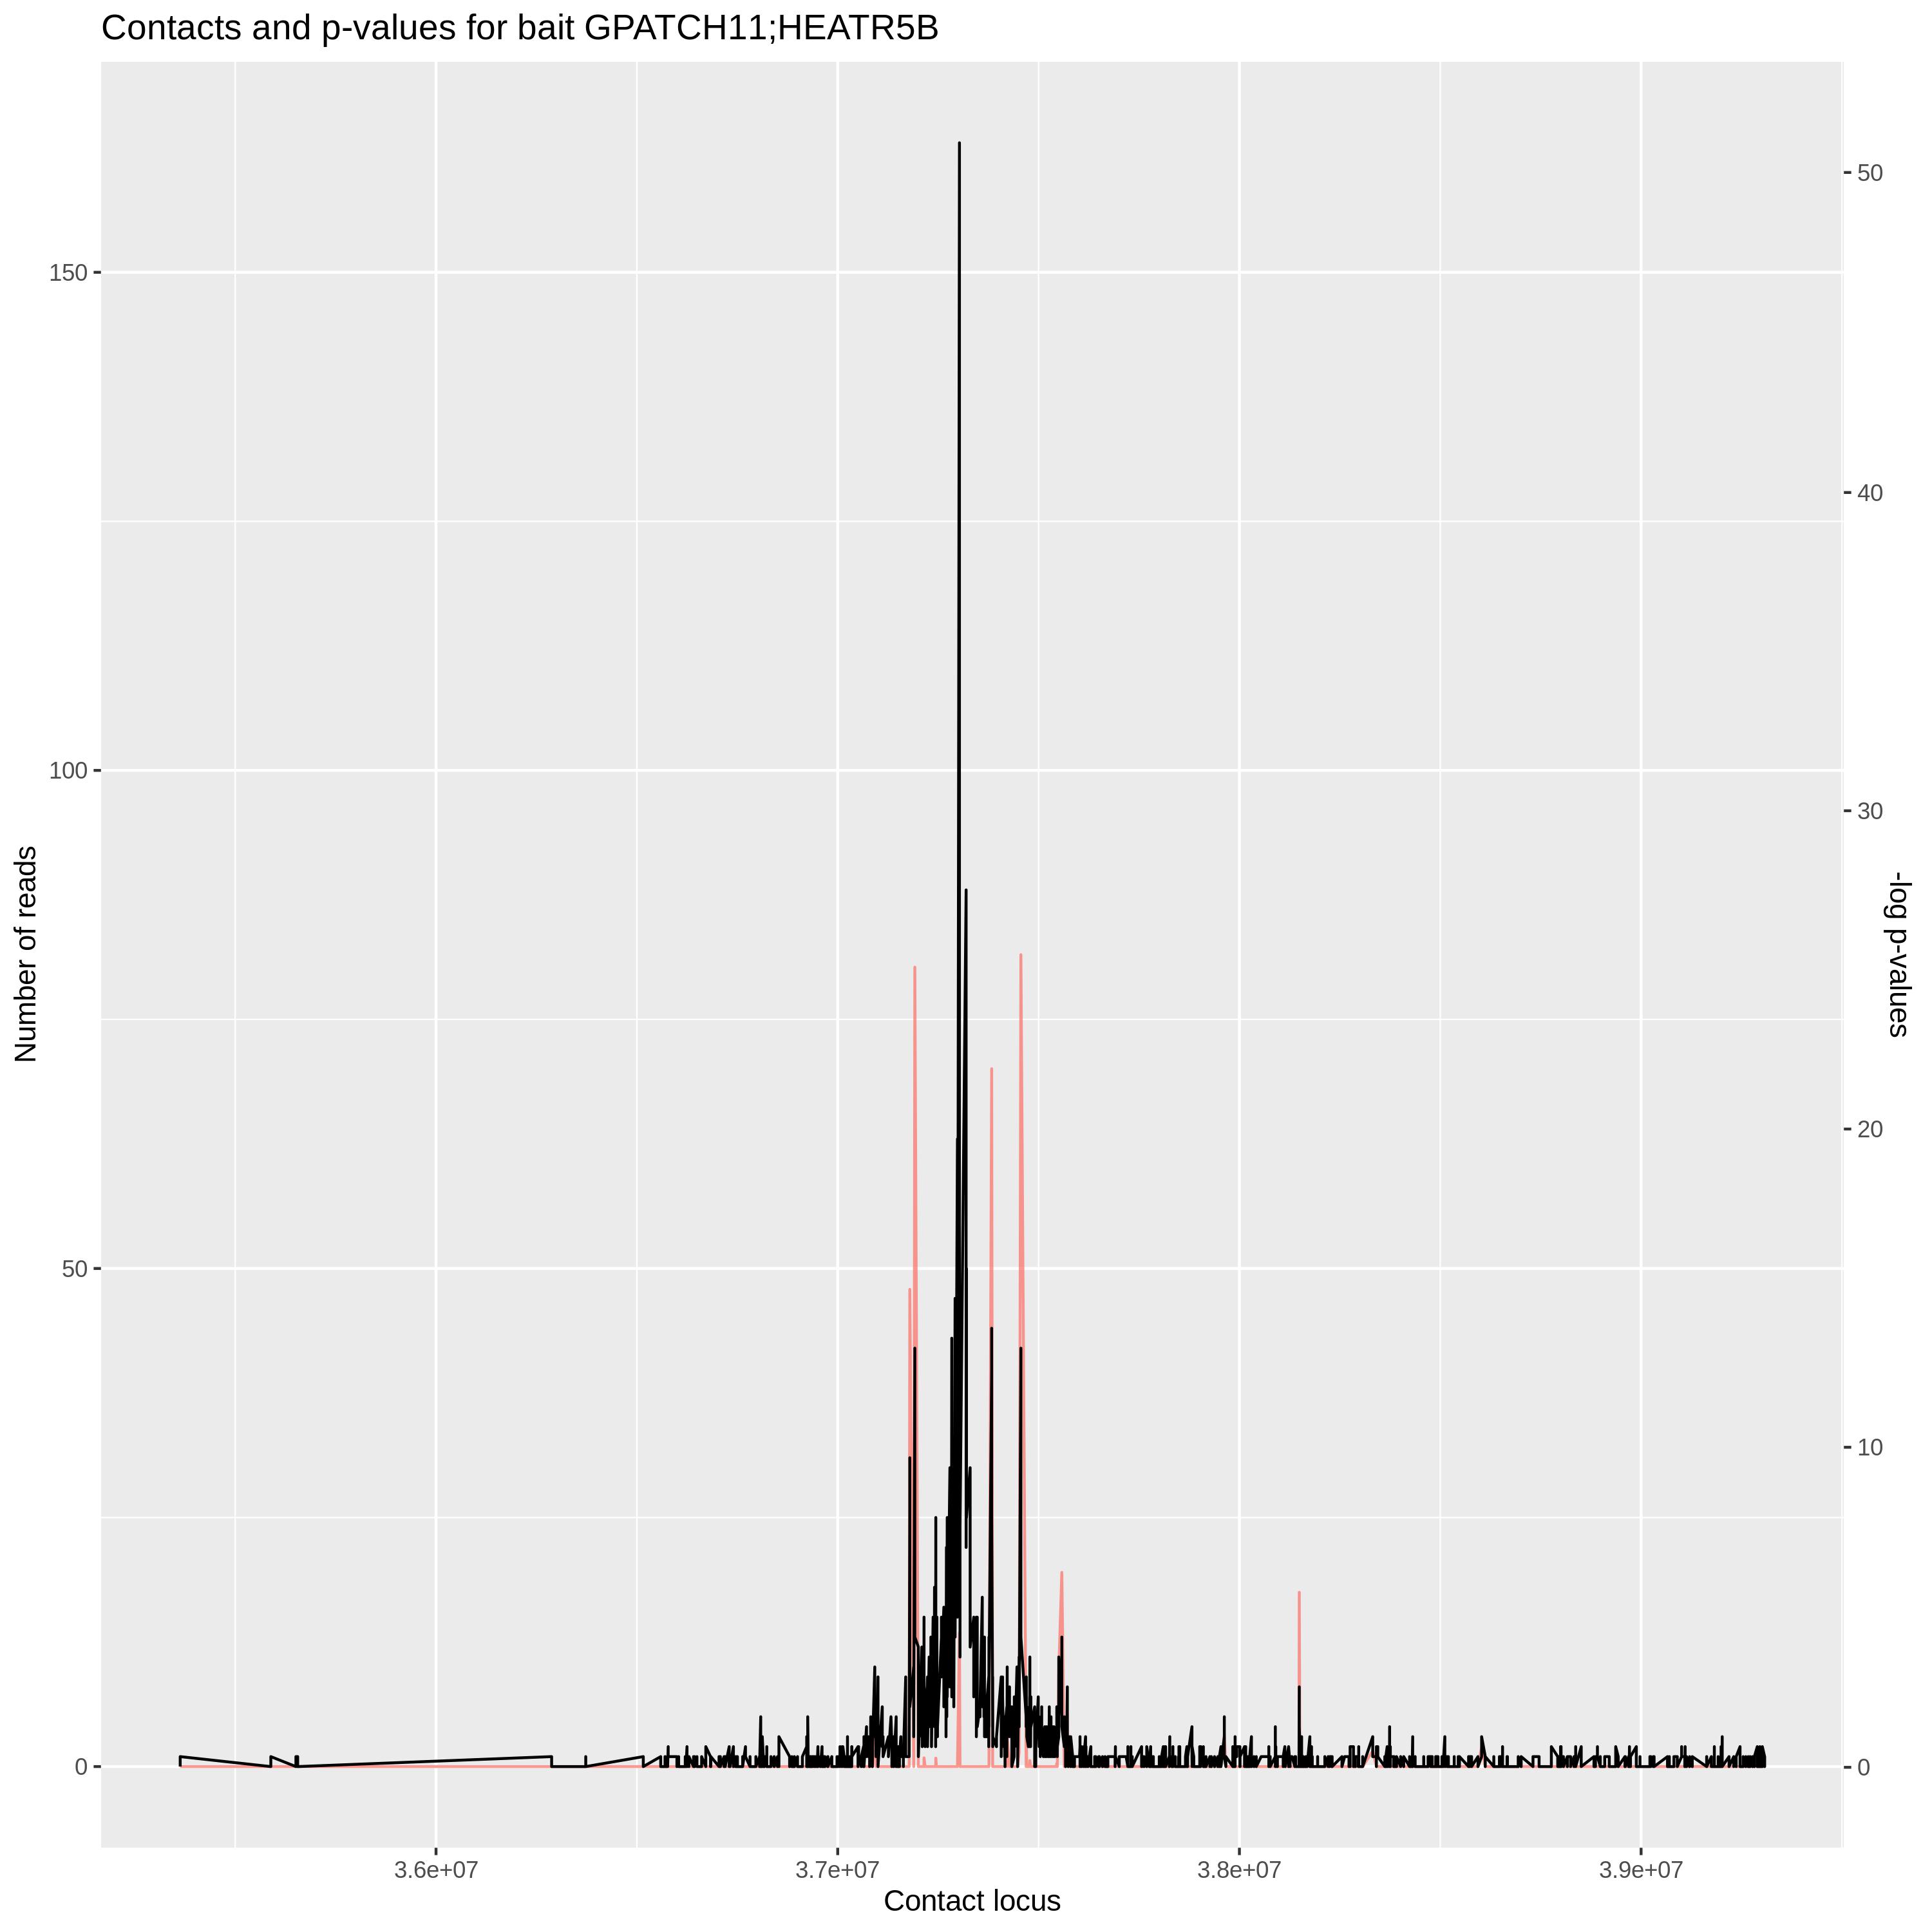 Contacts and p-values for bait GPATCH11;HEATR5B
Number of reads
150
100
50
0
50
40
30
20
10
0
-log p-values
3.6e+07
3.7e+07
3.8e+07
3.9e+07
Contact locus